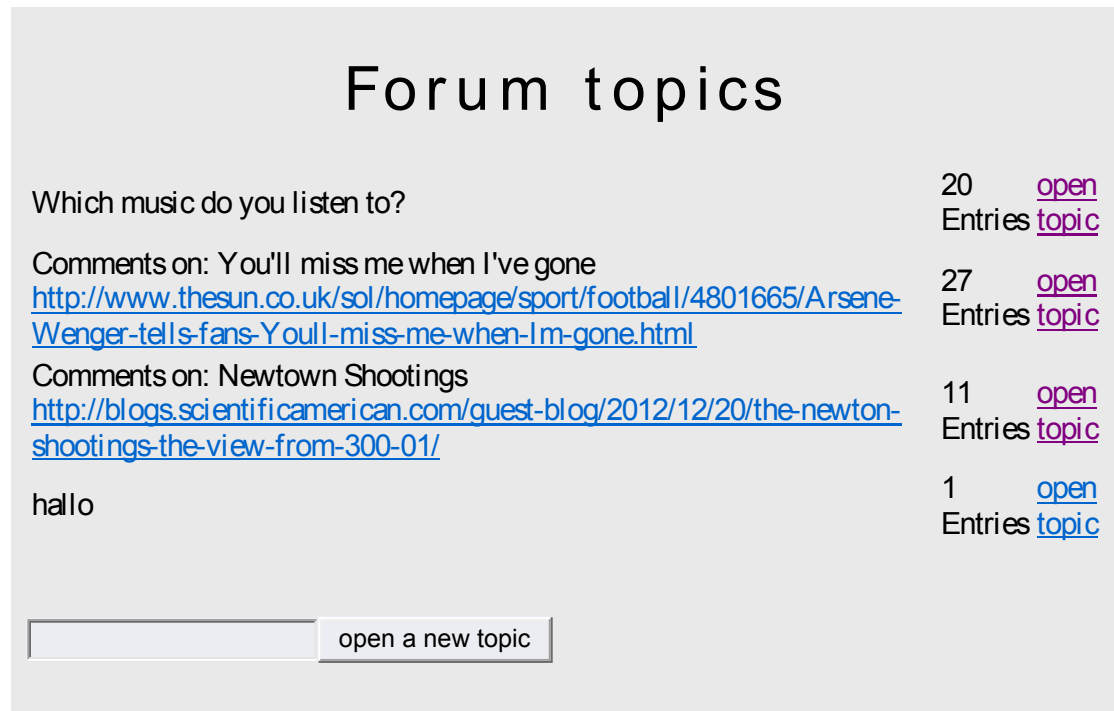 Forum topics
Which music do you listen to?
20 open
Entries topic
Comments on: You'll miss me when I've gone
http://www.thesun.co.uk/sol/homepage/sport/football/4801665/Arsene-
Wenger-tells-fans-Youll-miss-me-when-Im-gone.html
27 open
Entries topic
Comments on: Newtown Shootings
http://blogs.scientificamerican.com/guest-blog/2012/12/20/the-newton-
shootings-the-view-from-300-01/
11 open
Entries topic
hallo
1 open
Entries topic
open a new topic